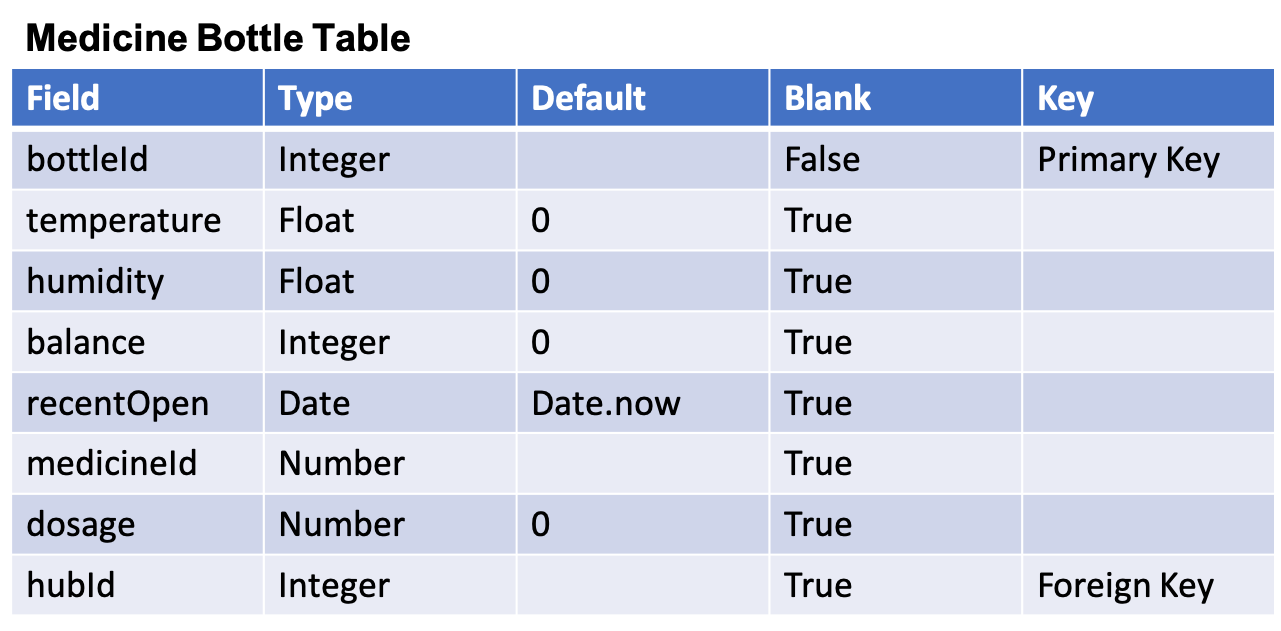 Medicine Bottle Table
Field Type Default Blank Key
bottleId Integer False Primary Key
temperature Float 0 True
humidity Float 0 True
balance Integer 0 True
recentOpen Date Date.now True
medicineId Number True
dosage Number 0 True
hubId Integer True Foreign Key